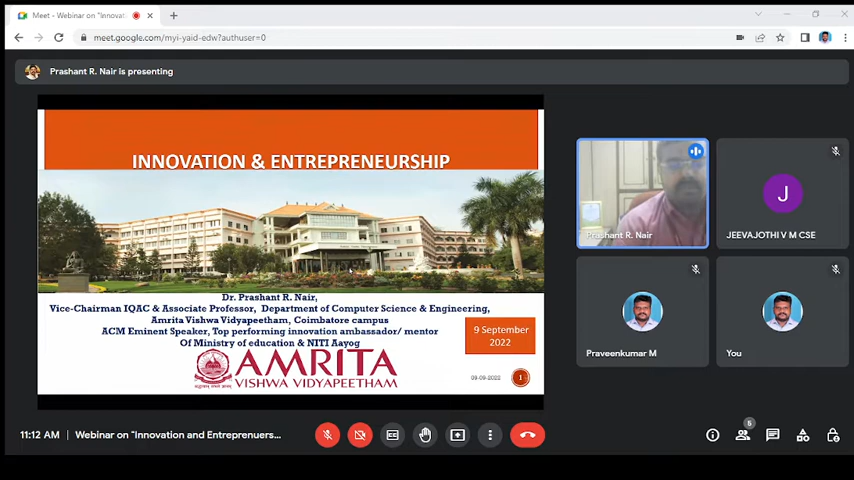 Meet - Webinar on "Innovat
meet.google.com/myi-yaid-edw?authuser=0
Prashant R. Nair is presenting
INNOVATION & ENTREPRENEURSHIP
Dr. Prashant R. Nair,
Vice-Chairman IQAC & Associate Professor, Department of Computer Science & Engineering,
Amrita Vishwa Vidyapeetham, Coimbatore campus
ACM Eminent Speaker, Top performing innovation ambassador/ mentor
Of Ministry of education & NITI Aayog
9 September
2022
AMRITA
VISHWA VIDYAPEETHAM
09-09-2022
1
Prashant R. Nair
J
JEEVAJOTHI V M CSE
Praveenkumar M
You
11:12 AM | Webinar on "Innovation and Entreprenuers...
5